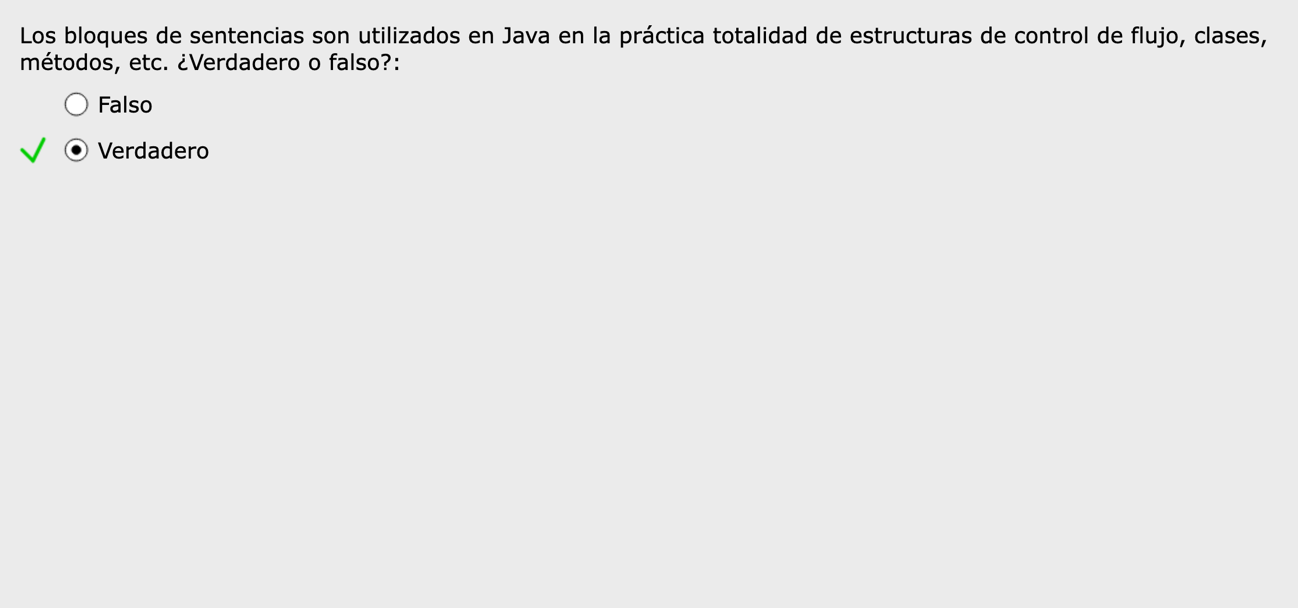 Los bloques de sentencias son utilizados en Java en la práctica totalidad de estructuras de control de flujo, clases,
métodos, etc. ¿Verdadero o falso?:
Falso
Verdadero